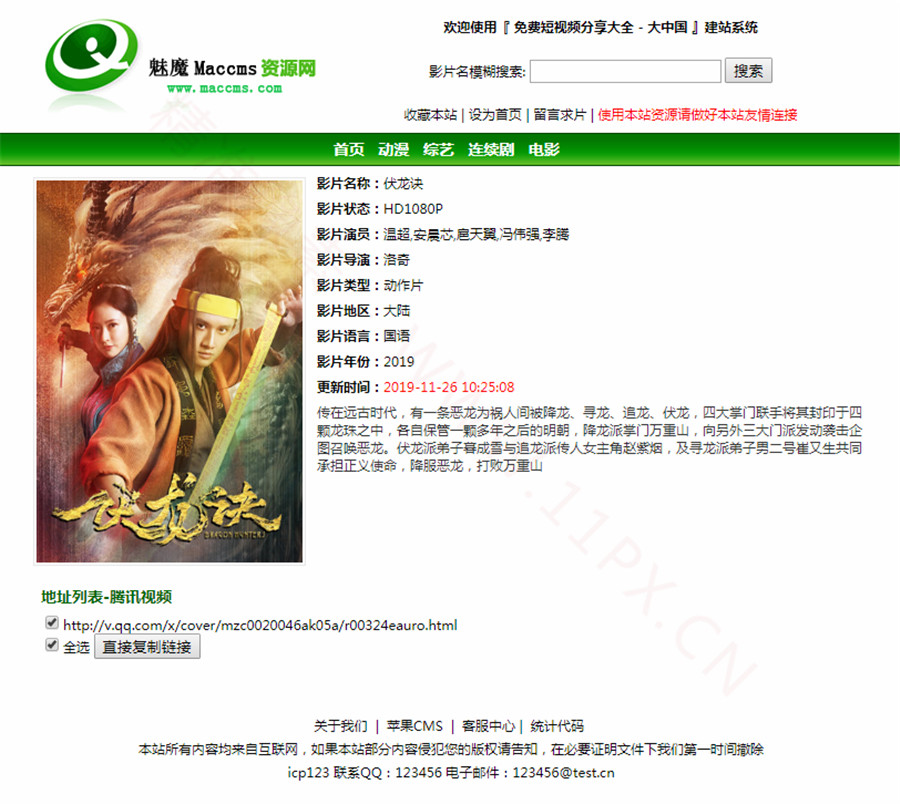 欢迎使用『 免费短视频分享大全 - 大中国 』建站系统
魅魔 Maccms 资源网
www.maccms.com
影片名模糊搜索: 搜索
收藏本站 | 设为首页 | 留言求片 | 使用本站资源请做好本站友情连接
首页 动漫 综艺 连续剧 电影
影片名称：伏龙诀
影片状态：HD1080P
影片演员：温超,安晨芯,扈天翼,冯伟强,李腾
影片导演：洛奇
影片类型：动作片
影片地区：大陆
影片语言：国语
影片年份：2019
更新时间：2019-11-26 10:25:08
传在远古时代，有一条恶龙为祸人间被降龙、寻龙、追龙、伏龙，四大掌门联手将其封印于四
颗龙珠之中，各自保管一颗多年之后的明朝，降龙派掌门万重山，向另外三大门派发动袭击企
图召唤恶龙。伏龙派弟子暮成雪与追龙派传人女主角赵紫烟，及寻龙派弟子男二号崔又生共同
承担正义使命，降服恶龙，打败万重山
伏龙诀
DRAGON HUNTERS
地址列表-腾讯视频
http://v.qq.com/x/cover/mzc0020046ak05a/r00324eauro.html
全选 直接复制链接
WWW.11PX.CN
关于我们 | 苹果CMS | 客服中心 | 统计代码
本站所有内容均来自互联网，如果本站部分内容侵犯您的版权请告知，在必要证明文件下我们第一时间撤除
icp123 联系QQ：123456 电子邮件：123456@test.cn